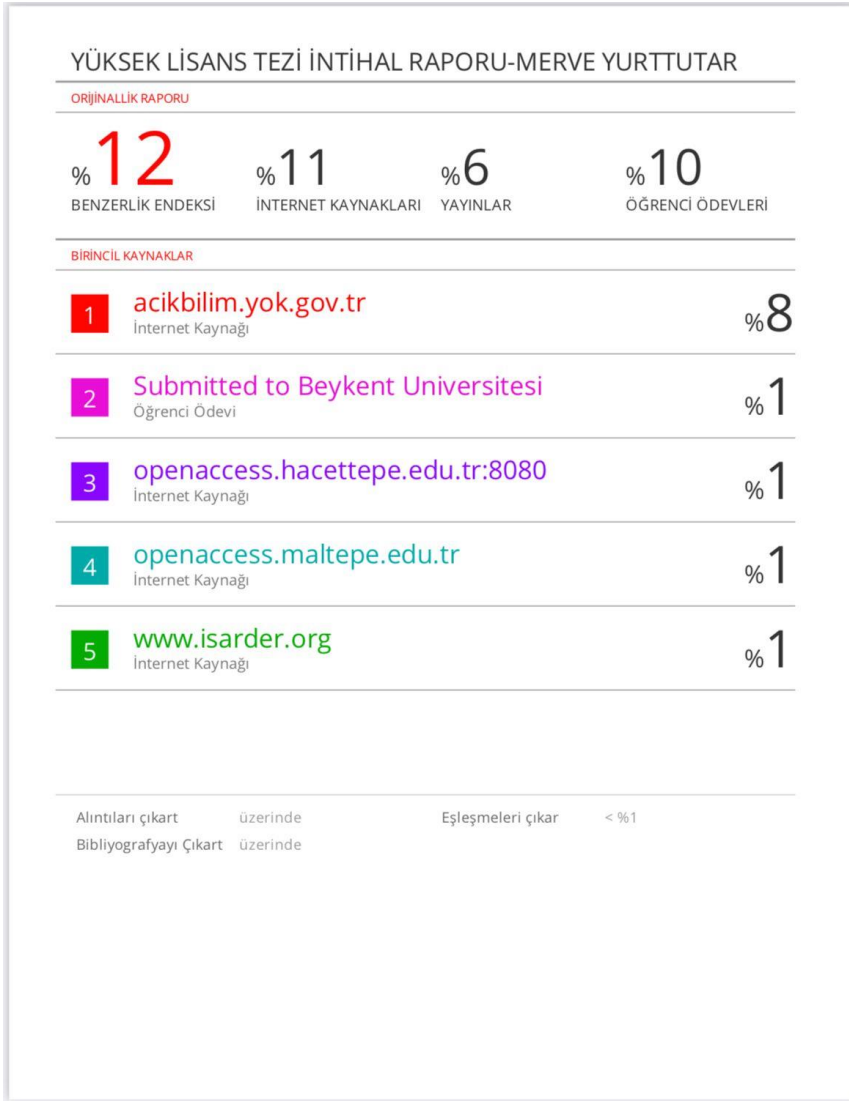 YÜKSEK LİSANS TEZİ İNTİHAL RAPORU-MERVE YURTTUTAR
ORİJİNALLİK RAPORU
%12 %11 %6 %10
BENZERLİK ENDEKSİ İNTERNET KAYNAKLARI YAYINLAR ÖĞRENCİ ÖDEVLERİ
BİRİNCİL KAYNAKLAR
1 acikbilim.yok.gov.tr %8
İnternet Kaynağı
2 Submitted to Beykent Universitesi %1
Öğrenci Ödevi
3 openaccess.hacettepe.edu.tr:8080 %1
İnternet Kaynağı
4 openaccess.maltepe.edu.tr %1
İnternet Kaynağı
5 www.isarder.org %1
İnternet Kaynağı
Alıntıları çıkart üzerinde Eşleşmeleri çıkar < %1
Bibliyografyayı Çıkart üzerinde